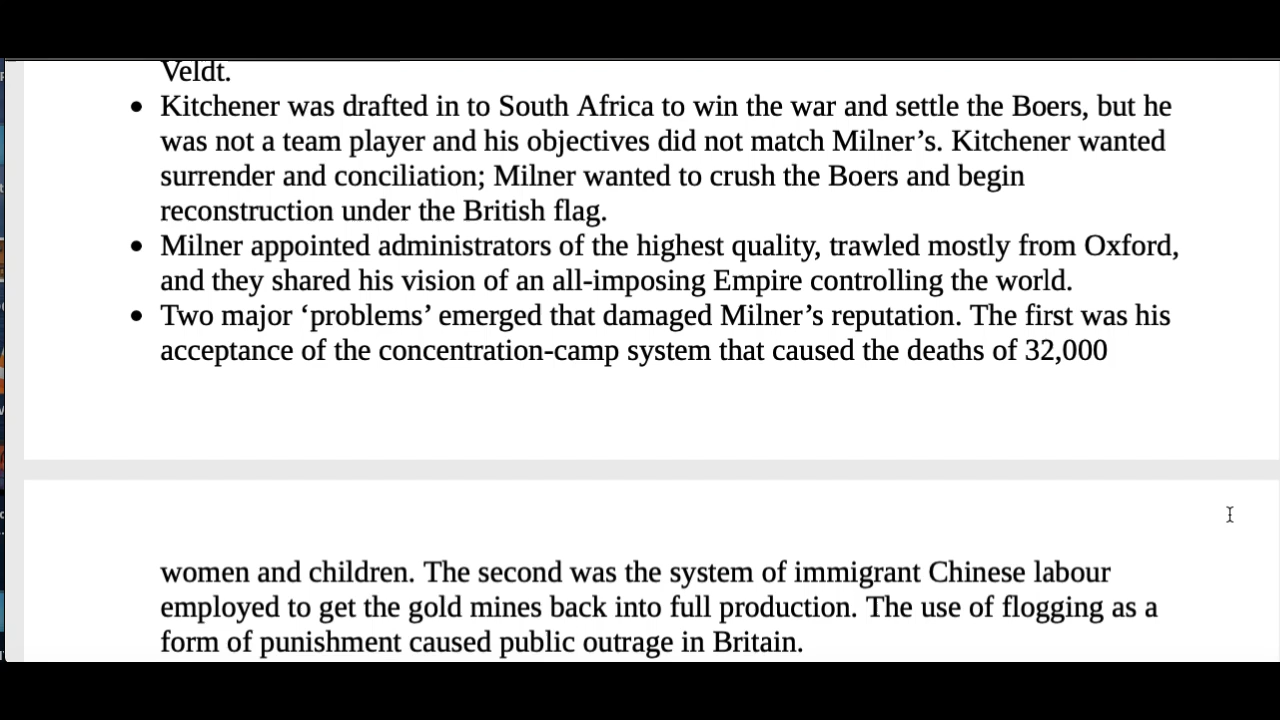 Veldt.
• Kitchener was drafted in to South Africa to win the war and settle the Boers, but he
was not a team player and his objectives did not match Milner’s. Kitchener wanted
surrender and conciliation; Milner wanted to crush the Boers and begin
reconstruction under the British flag.
• Milner appointed administrators of the highest quality, trawled mostly from Oxford,
and they shared his vision of an all-imposing Empire controlling the world.
• Two major ‘problems’ emerged that damaged Milner’s reputation. The first was his
acceptance of the concentration-camp system that caused the deaths of 32,000
women and children. The second was the system of immigrant Chinese labour
employed to get the gold mines back into full production. The use of flogging as a
form of punishment caused public outrage in Britain.